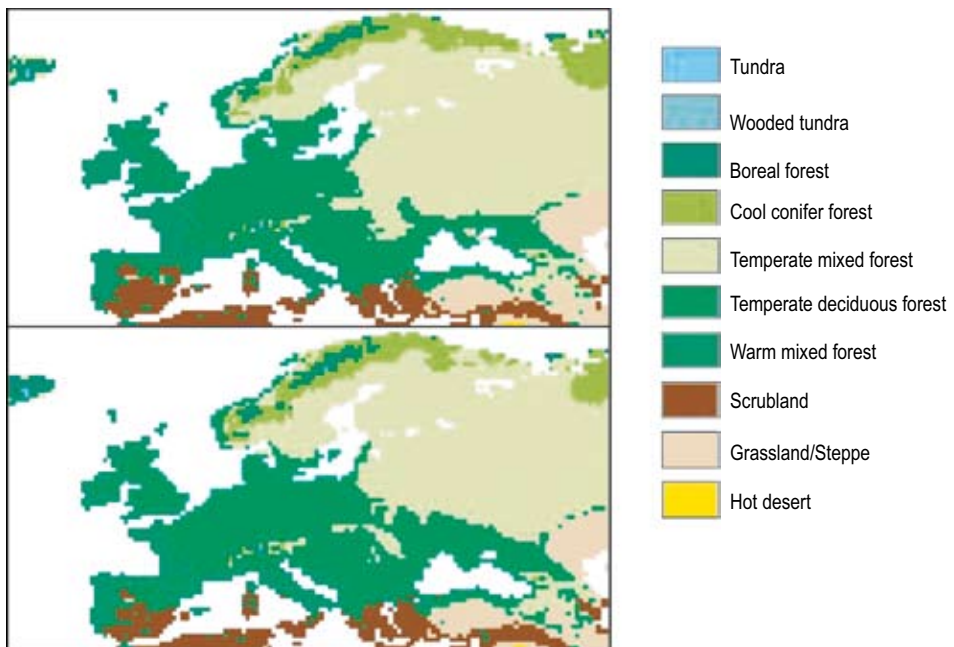 Tundra
Wooded tundra
Boreal forest
Cool conifer forest
Temperate mixed forest
Temperate deciduous forest
Warm mixed forest
Scrubland
Grassland/Steppe
Hot desert